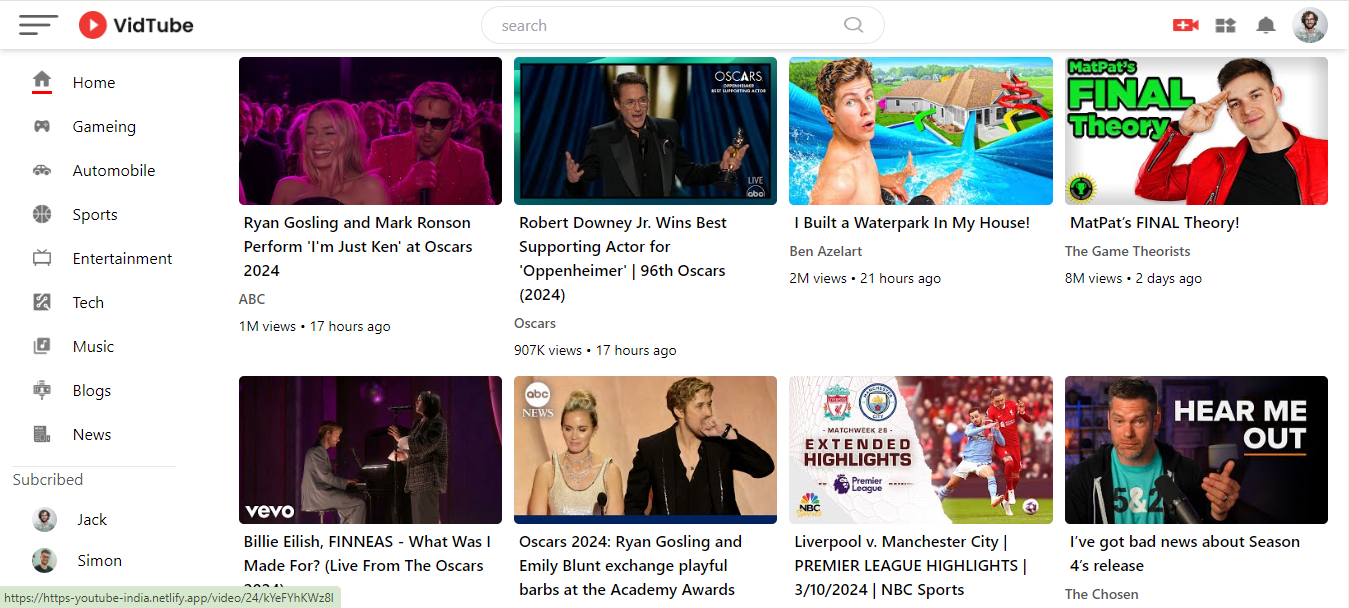 VidTube
search
Home
Gameing
Automobile
Sports
Entertainment
Tech
Music
Blogs
News
Subcribed
Jack
Simon
OSCARS
OPPENHEIMER
BEST SUPPORTING ACTOR
LIVE
abc
MatPat's
FINAL
Theory
Ryan Gosling and Mark Ronson
Perform 'I'm Just Ken' at Oscars
2024
ABC
1M views • 17 hours ago
Robert Downey Jr. Wins Best
Supporting Actor for
'Oppenheimer' | 96th Oscars
(2024)
Oscars
907K views • 17 hours ago
I Built a Waterpark In My House!
Ben Azelart
2M views • 21 hours ago
MatPat’s FINAL Theory!
The Game Theorists
8M views • 2 days ago
vevo
abc
NEWS
MANCHESTER
CITY
- MATCHWEEK 28 -
EXTENDED
HIGHLIGHTS
Premier
League
NBC
HEAR ME
OUT
5&2
Billie Eilish, FINNEAS - What Was I
Made For? (Live From The Oscars
2024)
Oscars 2024: Ryan Gosling and
Emily Blunt exchange playful
barbs at the Academy Awards
Liverpool v. Manchester City |
PREMIER LEAGUE HIGHLIGHTS |
3/10/2024 | NBC Sports
I’ve got bad news about Season
4’s release
The Chosen
https://https-youtube-india.netlify.app/video/24/kYeFYhKWz8I